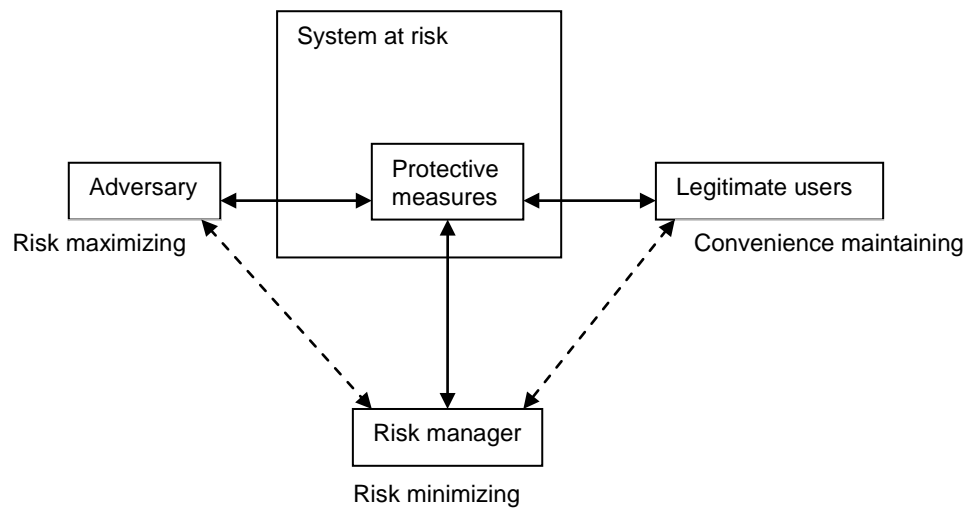 System at risk
Adversary
Protective
measures
Legitimate users
Risk maximizing
Convenience maintaining
Risk manager
Risk minimizing